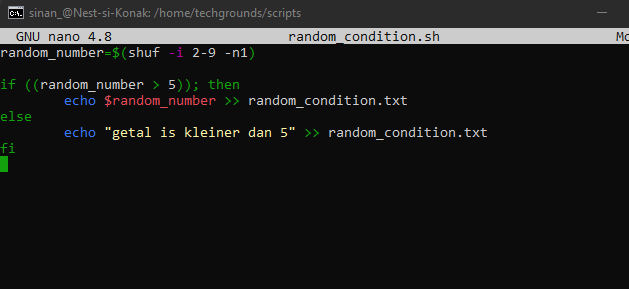 sinan_@Nest-si-Konak: /home/techgrounds/scripts
GNU nano 4.8 random_condition.sh Mo
random_number=$(shuf -i 2-9 -n1)
if ((random_number > 5)); then
echo $random_number >> random_condition.txt
else
echo "getal is kleiner dan 5" >> random_condition.txt
fi